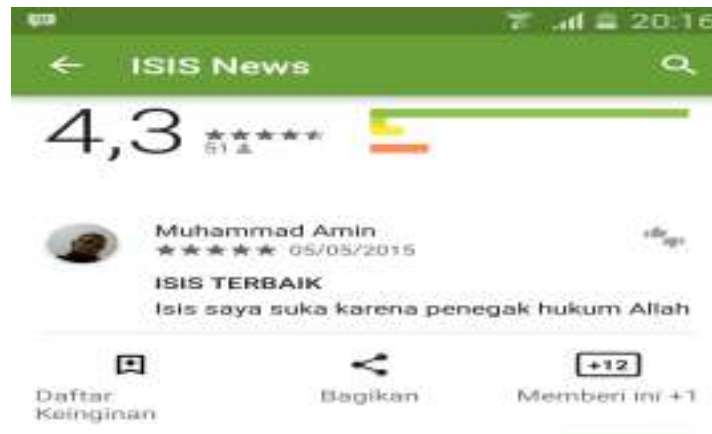 20:16
ISIS News
4,3
51
Muhammad Amin
05/05/2015
ISIS TERBAIK
Isis saya suka karena penegak hukum Allah
+12
Daftar Keinginan
Bagikan
Memberi ini +1